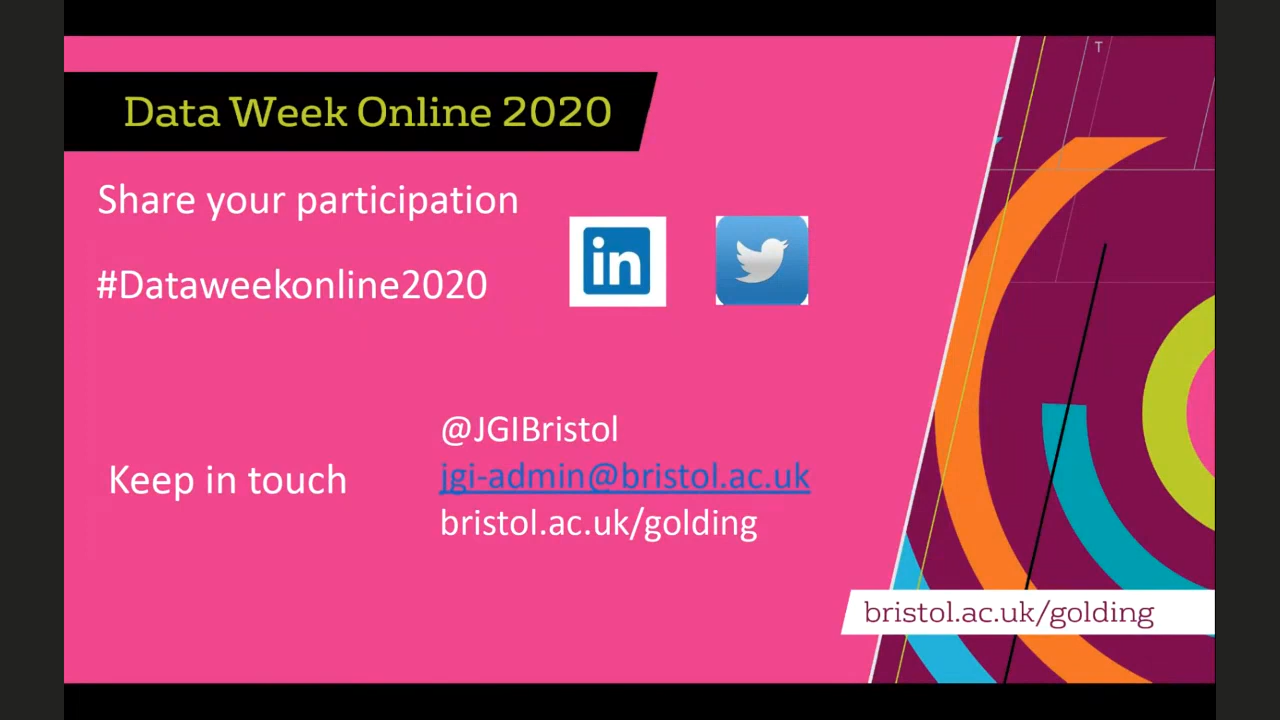 T
Data Week Online 2020
Share your participation
in
#Dataweekonline2020
@JGIBristol
Keep in touch
jgi-admin@bristol.ac.uk
bristol.ac.uk/golding
bristol.ac.uk/golding